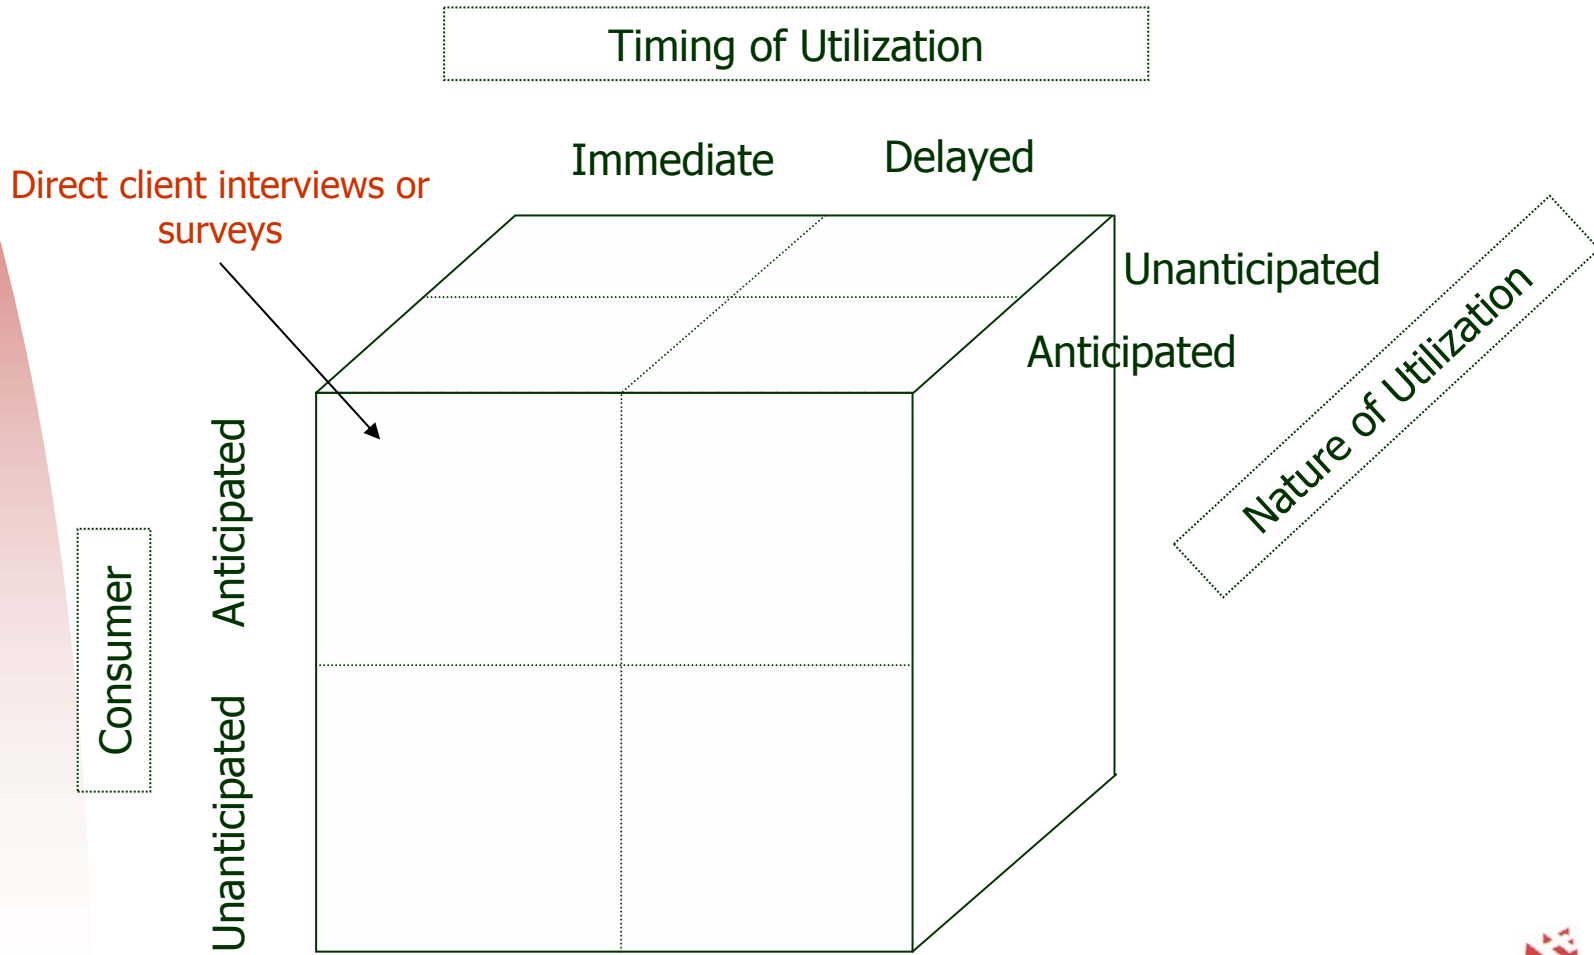 Timing of Utilization
Immediate
Delayed
Direct client interviews or
surveys
Unanticipated
Anticipated
Nature of Utilization
Consumer
Anticipated
Unanticipated